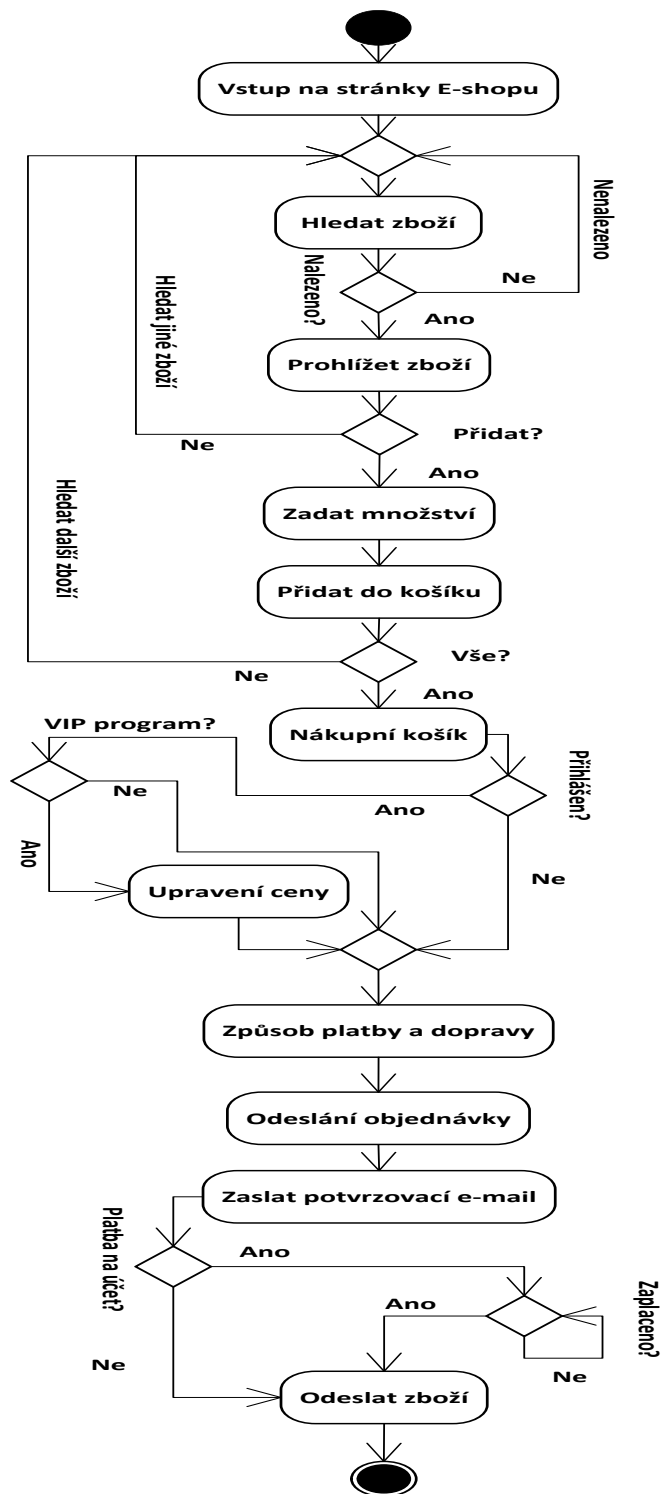 Vstup na stránky E-shopu
Nenalezeno
Hledat zboží
Nalezeno?
Ne
Hledat jiné zboží
Ano
Prohlížet zboží
Přidat?
Ne
Ano
Hledat další zboží
Zadat množství
Přidat do košíku
Vše?
Ne
Ano
VIP program?
Nákupní košík
Přihlášen?
Ne
Ano
Ano
Upravení ceny
Ne
Způsob platby a dopravy
Odeslání objednávky
Zaslat potvrzovací e-mail
Platba na účet?
Ano
Zaplaceno?
Ano
Ne
Ne
Odeslat zboží